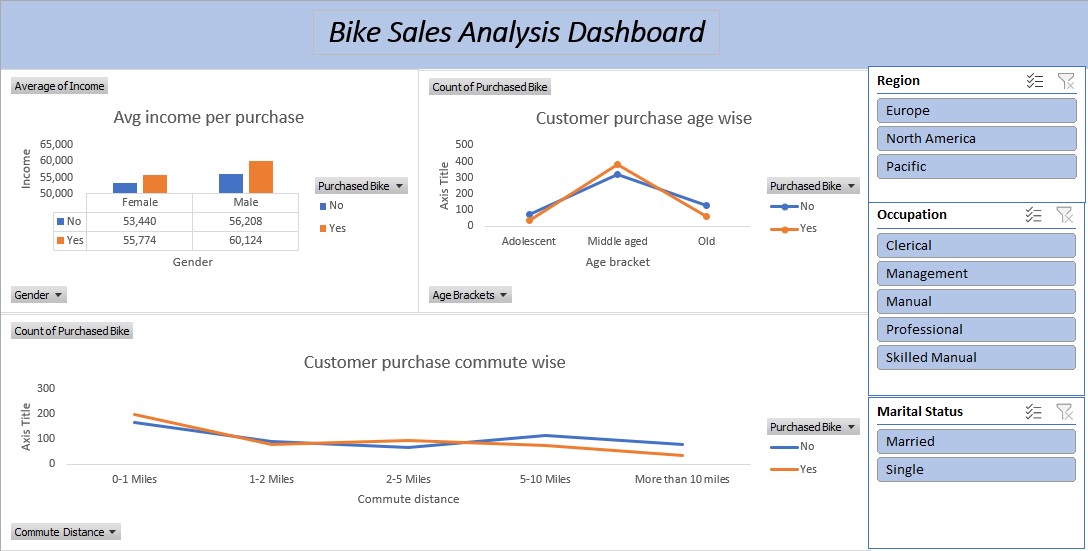 Bike Sales Analysis Dashboard
Average of Income
Avg income per purchase
Income
65,000
60,000
55,000
50,000
Female Male
No 53,440 56,208
Yes 55,774 60,124
Gender
Purchased Bike
No
Yes
Gender
Count of Purchased Bike
Customer purchase age wise
Axis Title
500
400
300
200
100
0
Adolescent Middle aged Old
Age bracket
Purchased Bike
No
Yes
Age Brackets
Count of Purchased Bike
Customer purchase commute wise
Axis Title
300
200
100
0
0-1 Miles 1-2 Miles 2-5 Miles 5-10 Miles More than 10 miles
Commute distance
Purchased Bike
No
Yes
Commute Distance
Region
Europe
North America
Pacific
Occupation
Clerical
Management
Manual
Professional
Skilled Manual
Marital Status
Married
Single